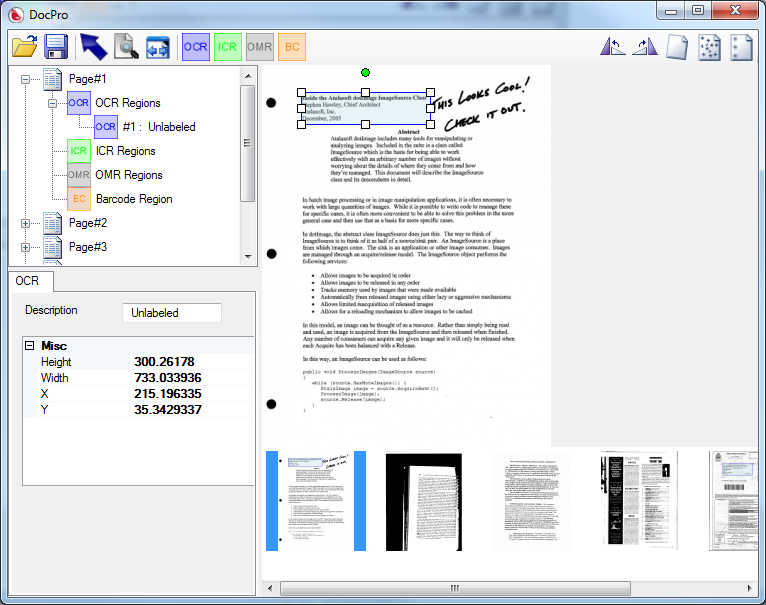 DocPro
OCR
ICR
OMR
BC
Page#1
OCR OCR Regions
OCR #1 : Unlabeled
ICR ICR Regions
OMR OMR Regions
BC Barcode Region
Page#2
Page#3
OCR
Description
Unlabeled
Misc
Height 300.26178
Width 733.033936
X 215.196335
Y 35.3429337
Inside the Atalasoft dotImage ImageSource Class
Stephen Hawley, Chief Architect
Atalasoft, Inc.
December, 2005
THIS LOOKS COOL!
CHECK IT OUT.
Abstract
Atalasoft dotImage includes many tools for manipulating or
analyzing images. Included in the suite is a class called
ImageSource which is the basis for being able to work
effectively with an arbitrary number of images without
worrying about the details of where they come from and how
they're managed. This document will describe the ImageSource
class and its descendents in detail.
In batch image processing or in image manipulation applications, it is often necessary to
work with large quantities of images. While it is possible to write code to manage these
for specific cases, it is often more convenient to be able to solve this problem in the more
general case and then use that as a basis for more specific cases.
In dotImage, the abstract class ImageSource does just this. The way to think of
ImageSource is to think of it as half of a source/sink pair. An ImageSource is a place
from which images come. The sink is an application or other image consumer. Images
are managed through an acquire/release model. The ImageSource object performs the
following services:
• Allows images to be acquired in order
• Allows images to be released in any order
• Tracks memory used by images that were made available
• Automatically from released images using either lazy or aggressive mechanisms
• Allows limited reacquisition of released images
• Allows for a reloading mechanism to allow images to be cached
In this model, an image can be thought of as a resource. Rather than simply being read
and used, an image is acquired from the ImageSource and then released when finished.
Any number of consumers can acquire any given image and it will only be released when
each Acquire has been balanced with a Release.
In this way, an ImageSource can be used as follows:
public void ProcessImages(ImageSource source)
{
while (source.HasMoreImages()) {
AtalaImage image = source.AcquireNext();
ProcessImage(image);
source.Release(image);
}
}